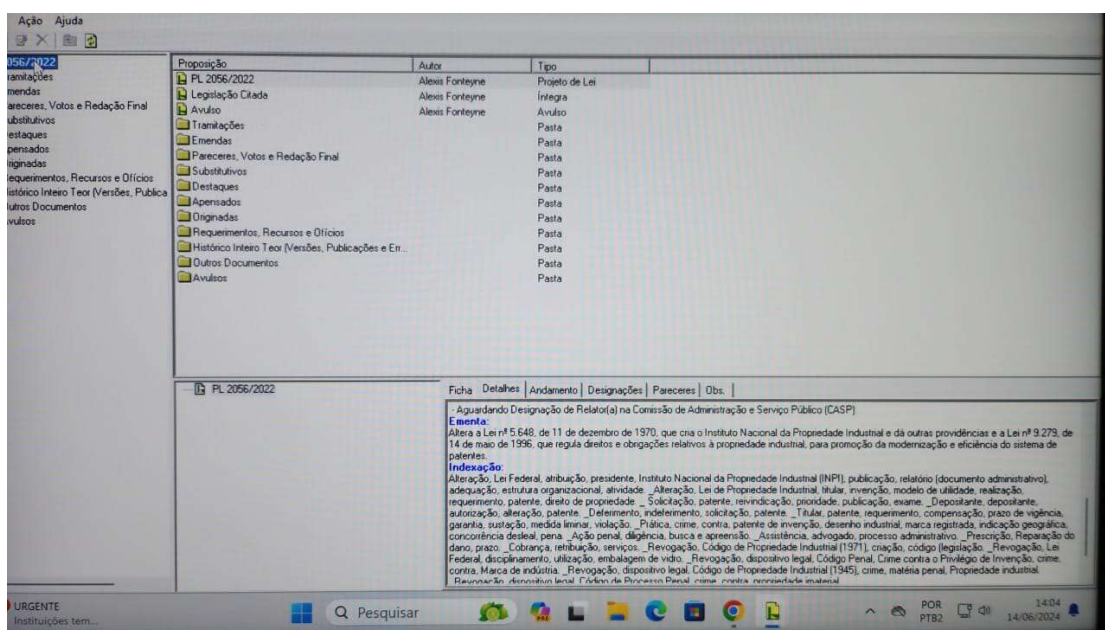 Ação Ajuda
056/2022
ramitações
mendas
areceres, Votos e Redação Final
ubstitutivos
estaques
pensados
riginadas
equerimentos, Recursos e Ofícios
istórico Inteiro Teor (Versões, Publica
utros Documentos
vulsos
Proposição Autor Tipo
PL 2056/2022 Alexis Fonteyne Projeto de Lei
Legislação Citada Alexis Fonteyne Íntegra
Avulso Alexis Fonteyne Avulso
Tramitações Pasta
Emendas Pasta
Pareceres, Votos e Redação Final Pasta
Substitutivos Pasta
Destaques Pasta
Apensados Pasta
Originadas Pasta
Requerimentos, Recursos e Ofícios Pasta
Histórico Inteiro Teor (Versões, Publicações e Err... Pasta
Outros Documentos Pasta
Avulsos Pasta
PL 2056/2022
Ficha Detalhes Andamento Designações Pareceres Obs.
- Aguardando Designação de Relator(a) na Comissão de Administração e Serviço Público (CASP)
Ementa:
Altera a Lei nº 5.648, de 11 de dezembro de 1970, que cria o Instituto Nacional da Propriedade Industrial e dá outras providências e a Lei nº 9.279, de
14 de maio de 1996, que regula direitos e obrigações relativos à propriedade industrial, para promoção da modernização e eficiência do sistema de
patentes.
Indexação:
Alteração, Lei Federal, atribuição, presidente, Instituto Nacional da Propriedade Industrial (INPI), publicação, relatório (documento administrativo),
adequação, estrutura organizacional, atividade. _Alteração, Lei de Propriedade Industrial, titular, invenção, modelo de utilidade, realização,
requerimento, patente, direito de propriedade. _ Solicitação, patente, reivindicação, prioridade, publicação, exame. _Depositante, depositante,
autorização, alteração, patente. _Deferimento, indeferimento, solicitação, patente. _Titular, patente, requerimento, compensação, prazo de vigência,
garantia, sustação, medida liminar, violação. _Prática, crime, contra, patente de invenção, desenho industrial, marca registrada, indicação geográfica,
concorrência desleal, pena. _Ação penal, diligência, busca e apreensão. _Assistência, advogado, processo administrativo. _Prescrição, Reparação do
dano, prazo. _Cobrança, retribuição, serviços. _Revogação, Código de Propriedade Industrial (1971), criação, código (legislação. _Revogação, Lei
Federal, disciplinamento, utilização, embalagem de vidro. _Revogação, dispositivo legal, Código Penal, Crime contra o Privilégio de Invenção, crime,
contra, Marca de indústria. _Revogação, dispositivo legal, Código de Propriedade Industrial (1945), crime, matéria penal, Propriedade industrial.
_Revogação, dispositivo legal, Código de Processo Penal, crime, contra, propriedade imaterial
URGENTE
Instituições tem...
Pesquisar
POR
PTB2
14:04
14/06/2024